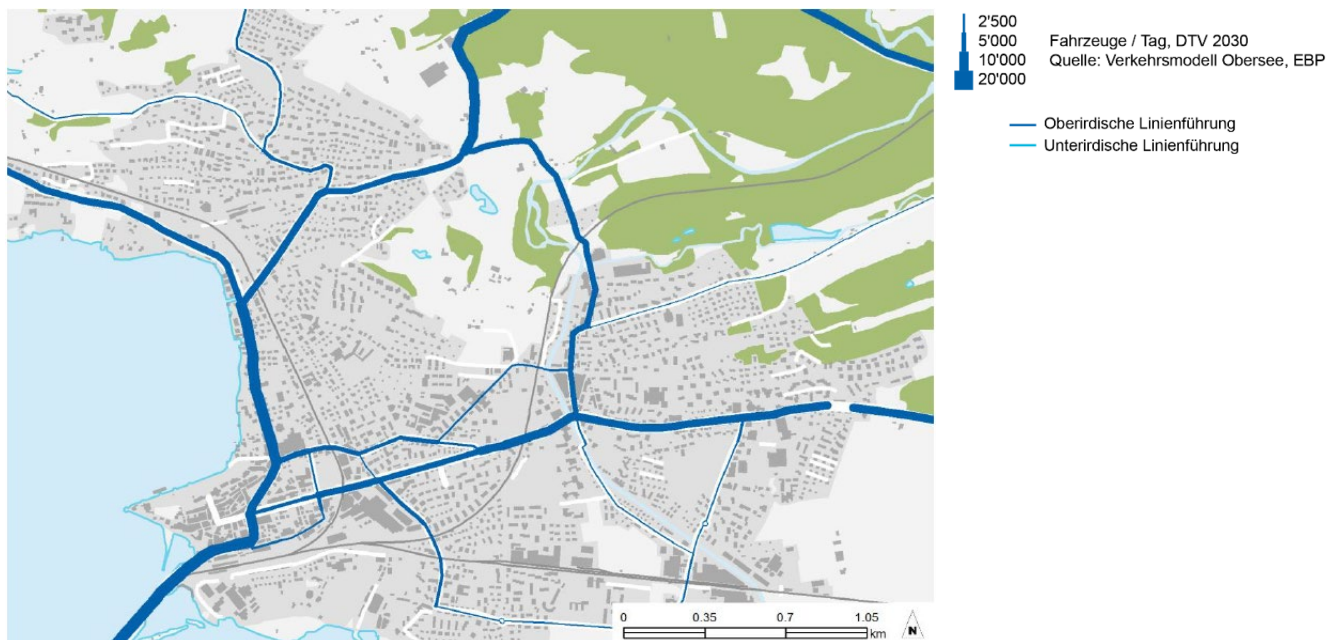 2'500
5'000
10'000
20'000
Fahrzeuge / Tag, DTV 2030
Quelle: Verkehrsmodell Obersee, EBP
Oberirdische Linienführung
Unterirdische Linienführung
0 0.35 0.7 1.05
km
N